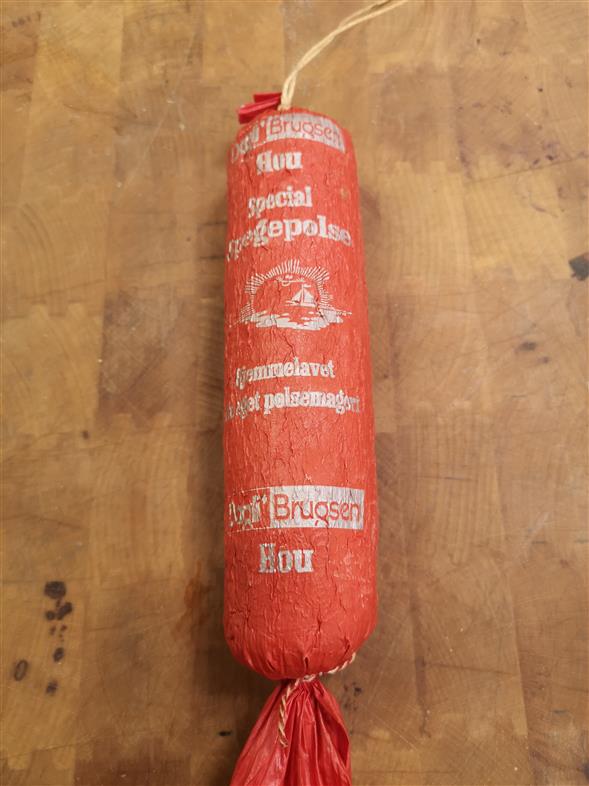 Dagli' Brugsen
Hou
Special
Spegepølse
Hjemmelavet
eget pølsemageri
Dagli' Brugsen
Hou